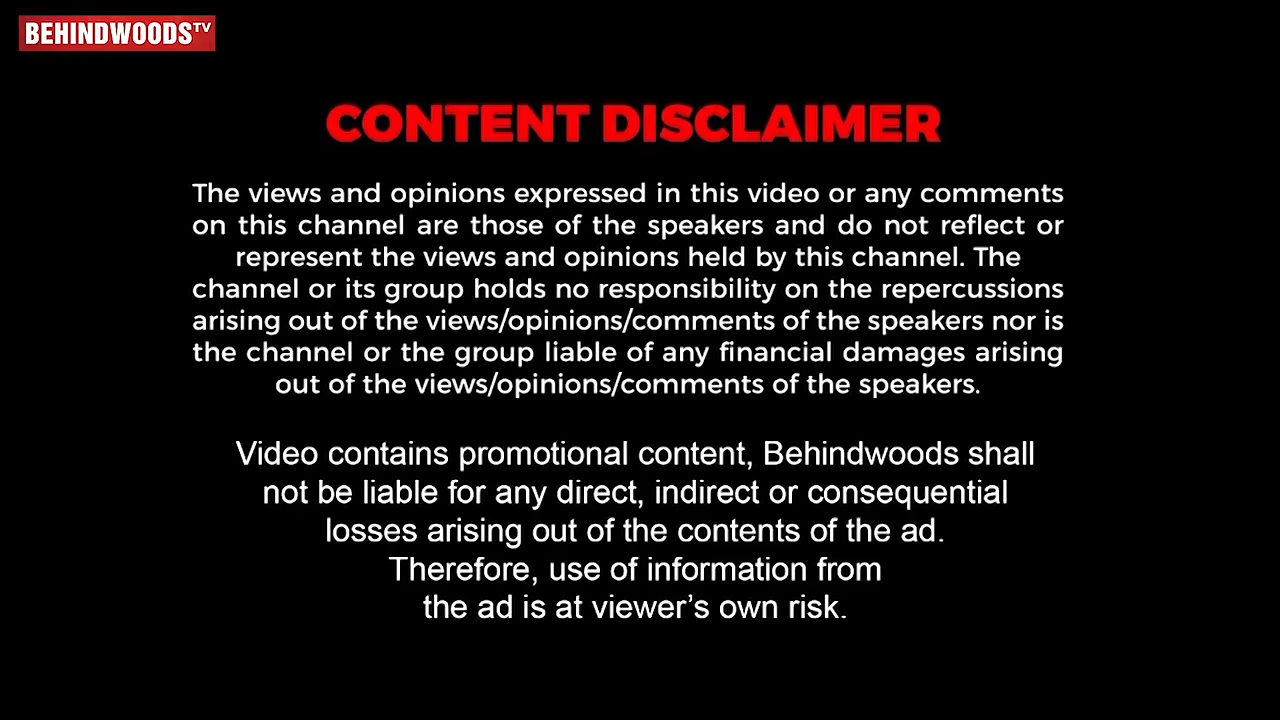 BEHINDWOODS TV
CONTENT DISCLAIMER
The views and opinions expressed in this video or any comments
on this channel are those of the speakers and do not reflect or
represent the views and opinions held by this channel. The
channel or its group holds no responsibility on the repercussions
arising out of the views/opinions/comments of the speakers nor is
the channel or the group liable of any financial damages arising
out of the views/opinions/comments of the speakers.
Video contains promotional content, Behindwoods shall
not be liable for any direct, indirect or consequential
losses arising out of the contents of the ad.
Therefore, use of information from
the ad is at viewer’s own risk.